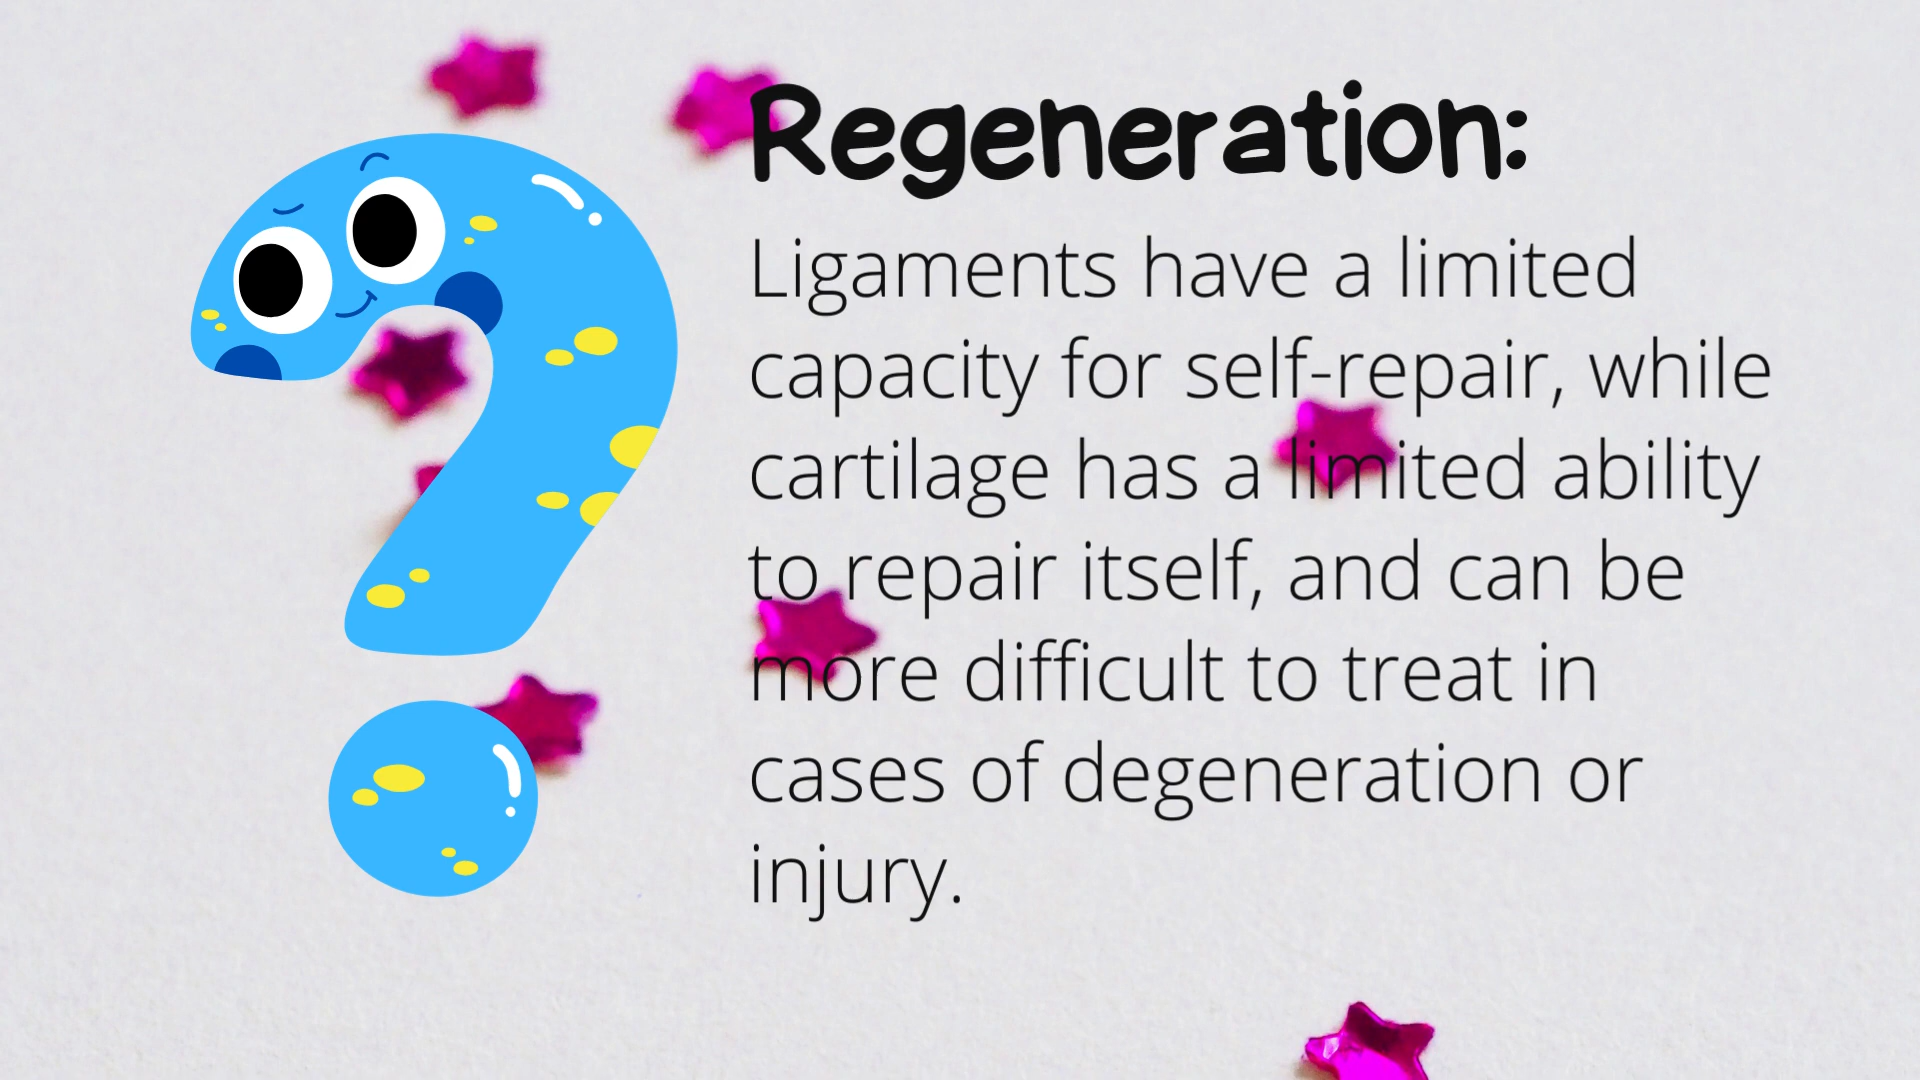 Regeneration:
Ligaments have a limited
capacity for self-repair, while
cartilage has a limited ability
to repair itself, and can be
more difficult to treat in
cases of degeneration or
injury.